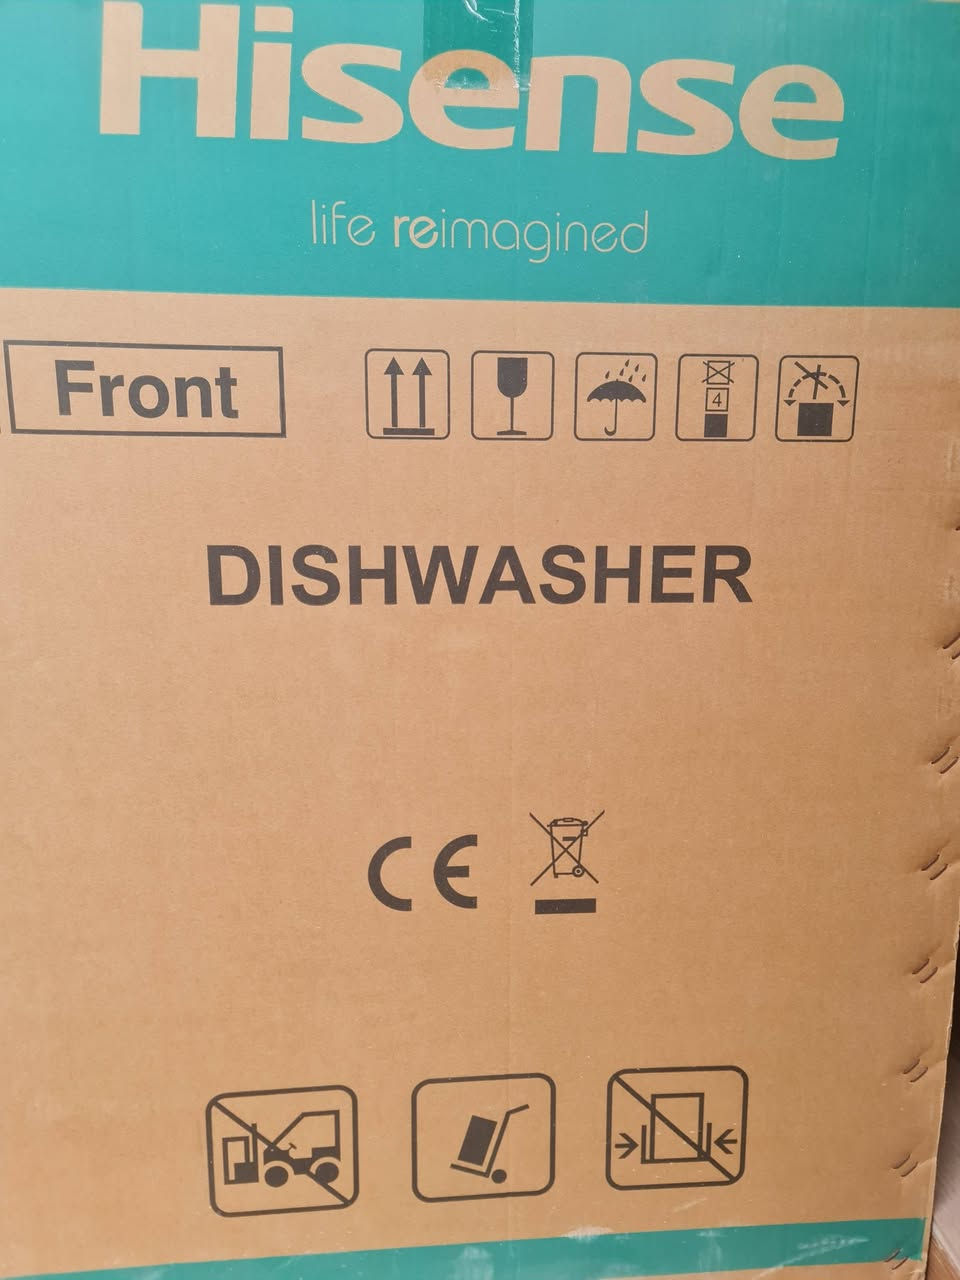 Hisense
life reimagined
Front
4
DISHWASHER
CE